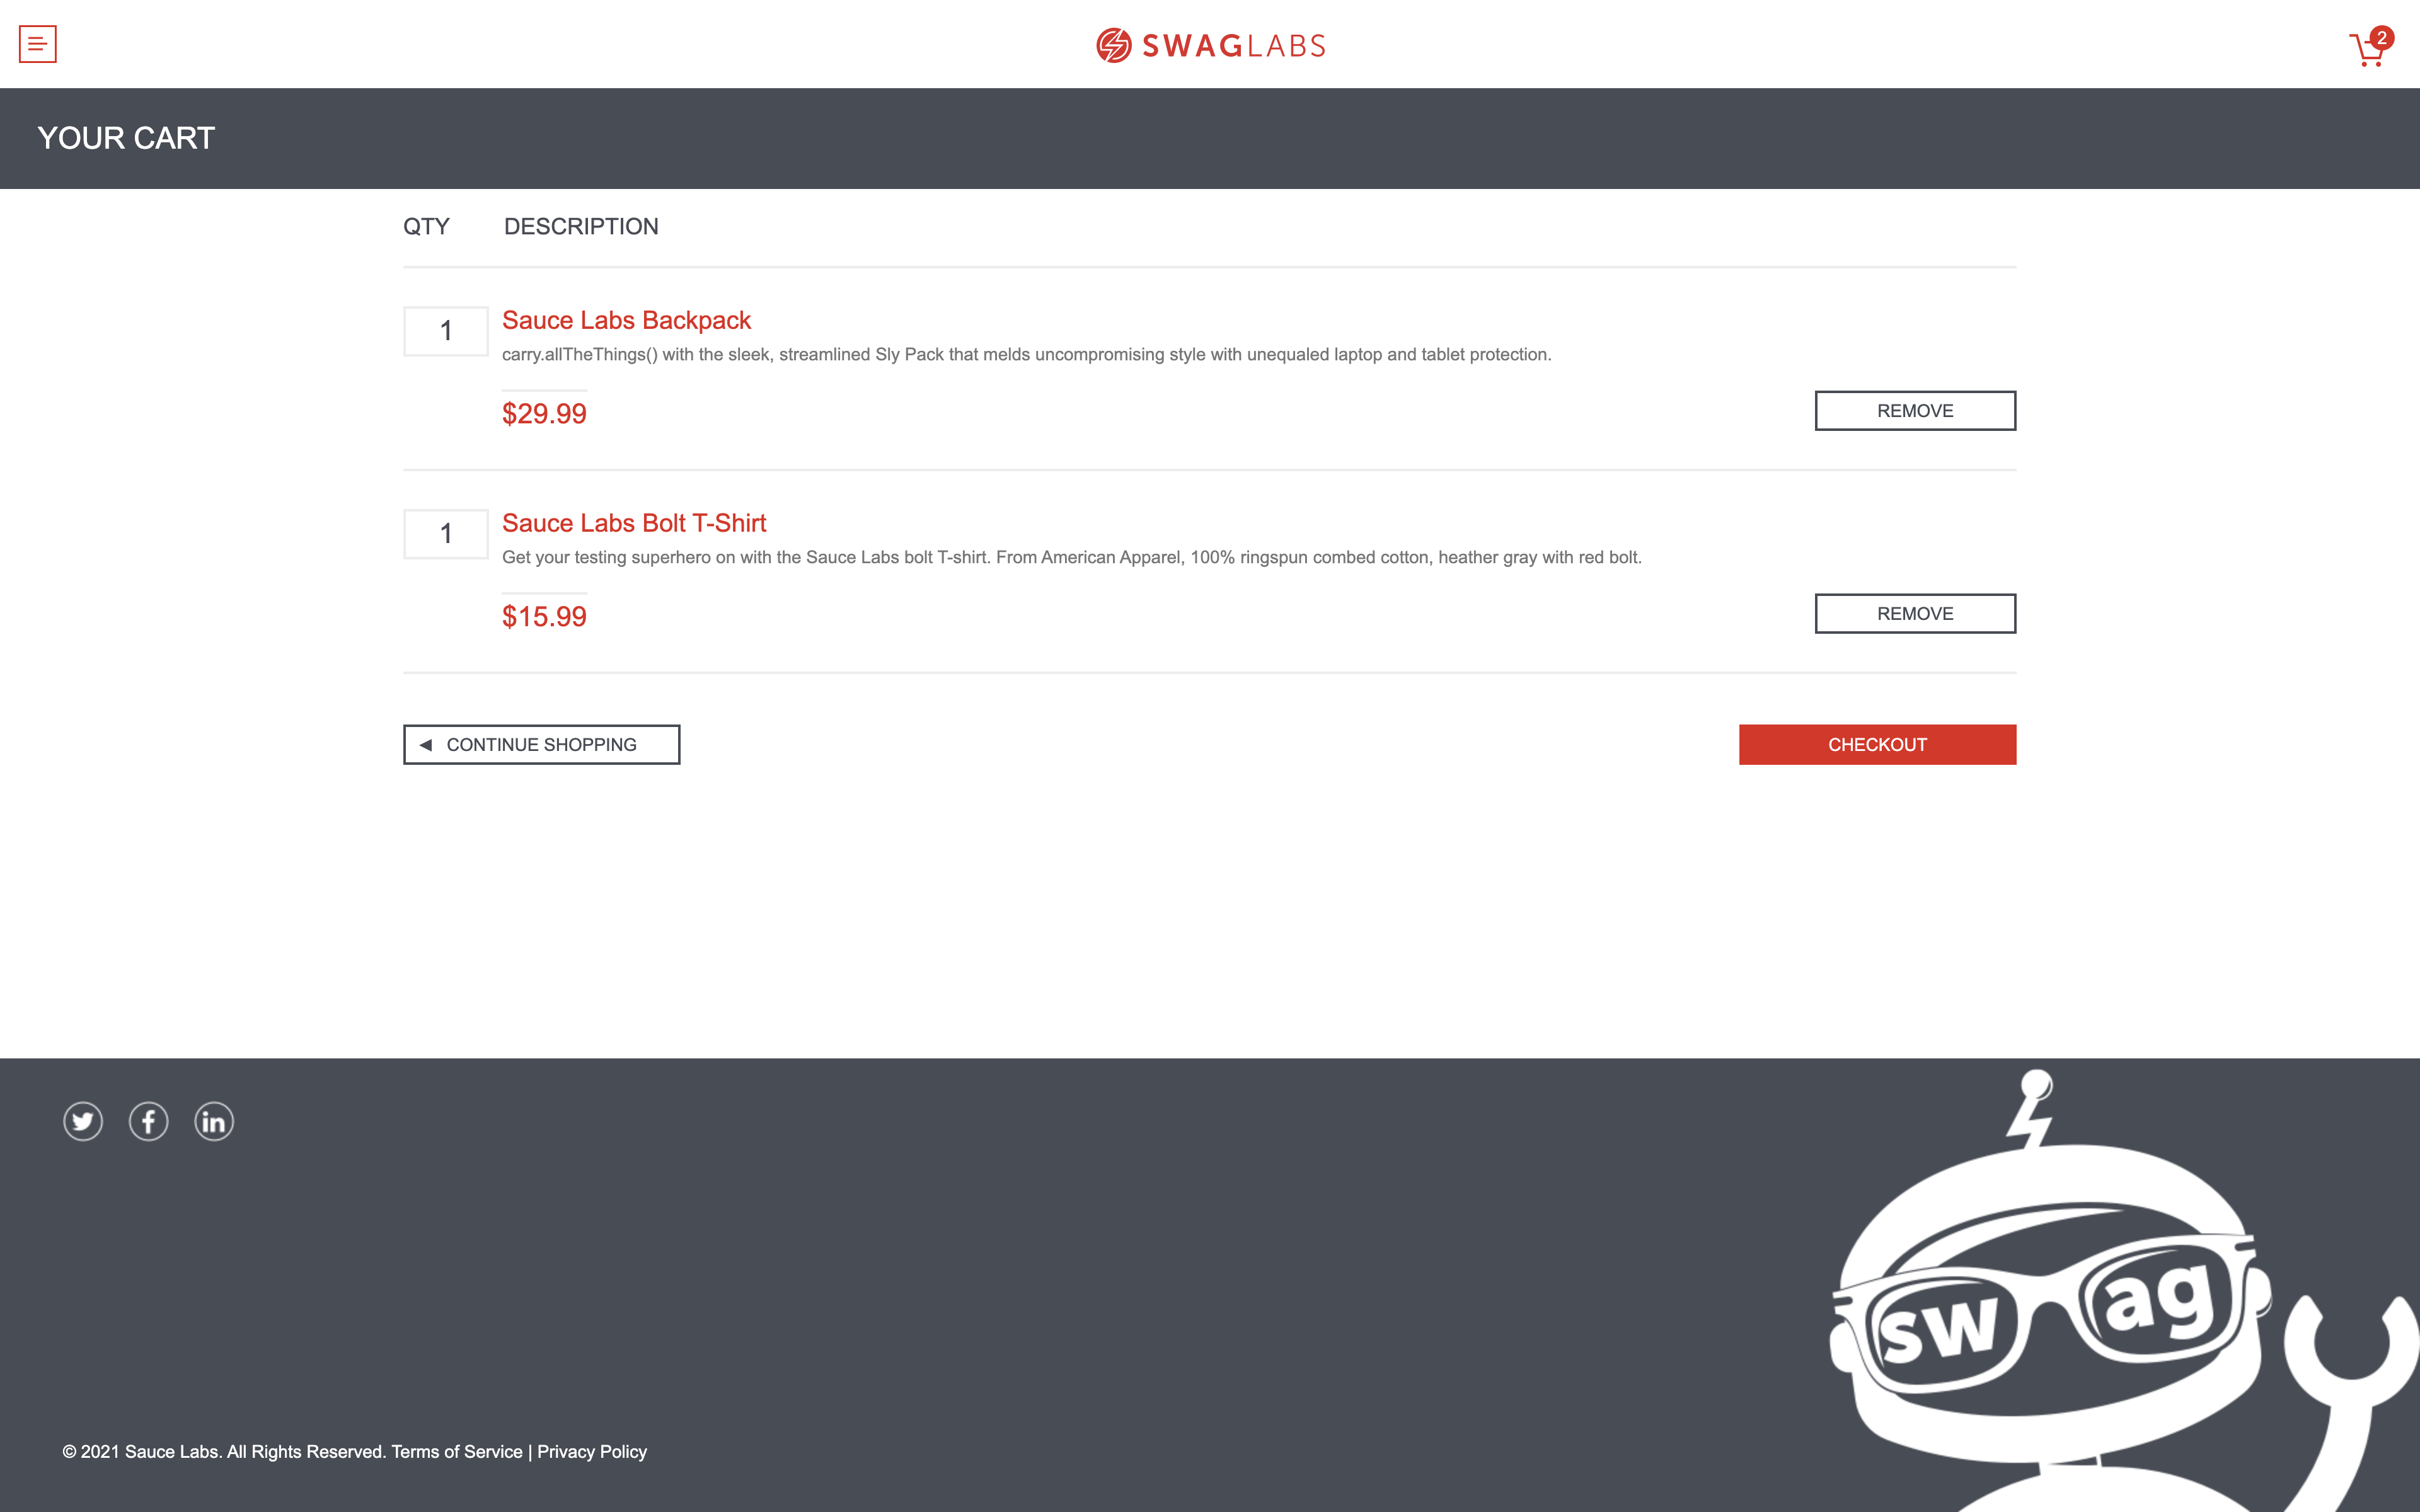 SWAGLABS
2
YOUR CART
QTY DESCRIPTION
1 Sauce Labs Backpack
carry.allTheThings() with the sleek, streamlined Sly Pack that melds uncompromising style with unequaled laptop and tablet protection.
$29.99 REMOVE
1 Sauce Labs Bolt T-Shirt
Get your testing superhero on with the Sauce Labs bolt T-shirt. From American Apparel, 100% ringspun combed cotton, heather gray with red bolt.
$15.99 REMOVE
CONTINUE SHOPPING CHECKOUT
f in
sw ag
© 2021 Sauce Labs. All Rights Reserved. Terms of Service | Privacy Policy